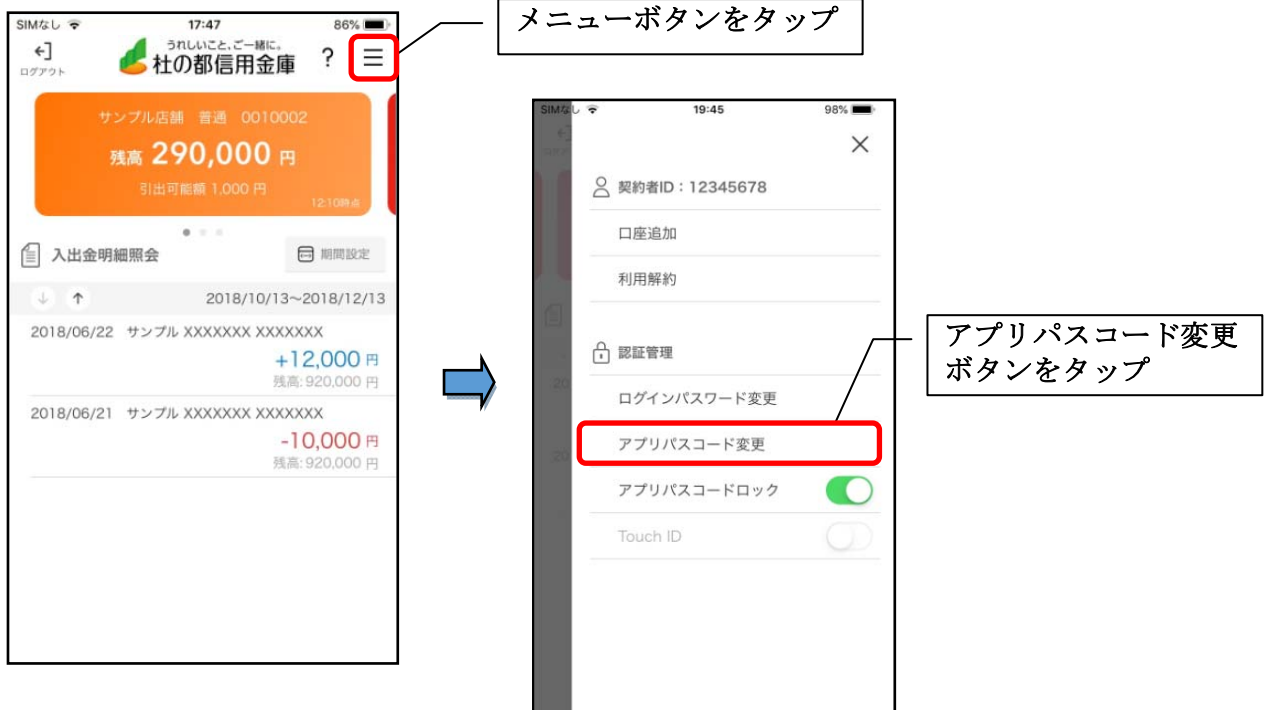 メニューボタンをタップ
SIMなし 17:47 86%
ログアウト
うれしいこと、ご一緒に。
杜の都信用金庫
?
サンプル店舗 普通 0010002
残高 290,000 円
引出可能額 1,000 円
12:10時点
入出金明細照会
期間設定
2018/10/13~2018/12/13
2018/06/22 サンプル XXXXXXX XXXXXXX
+12,000 円
残高: 920,000 円
2018/06/21 サンプル XXXXXXX XXXXXXX
-10,000 円
残高: 920,000 円
SIMなし 19:45 98%
契約者ID:12345678
口座追加
利用解約
認証管理
20
ログインパスワード変更
アプリパスコード変更
20
アプリパスコードロック
Touch ID
アプリパスコード変更
ボタンをタップ